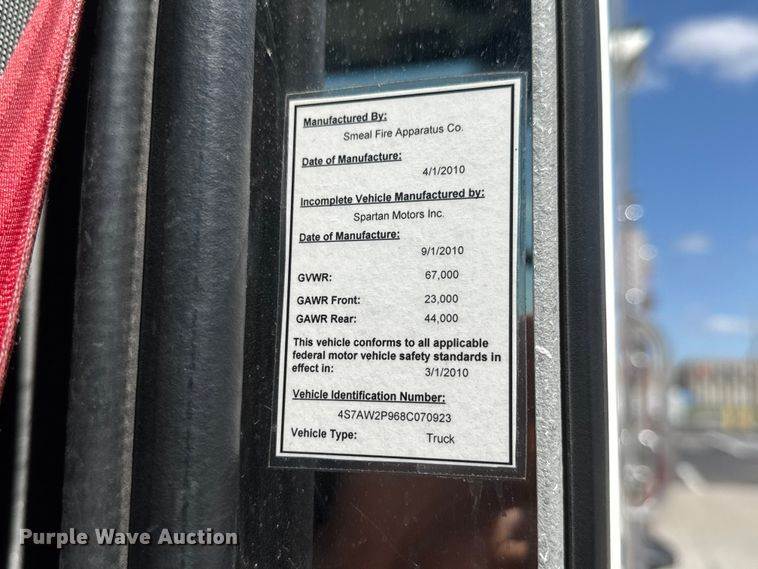 Manufactured By:
Smeal Fire Apparatus Co.
Date of Manufacture:
4/1/2010
Incomplete Vehicle Manufactured by:
Spartan Motors Inc.
Date of Manufacture:
9/1/2010
GVWR: 67,000
GAWR Front: 23,000
GAWR Rear: 44,000
This vehicle conforms to all applicable
federal motor vehicle safety standards in
effect in: 3/1/2010
Vehicle Identification Number:
4S7AW2P968C070923
Vehicle Type: Truck
Purple Wave Auction